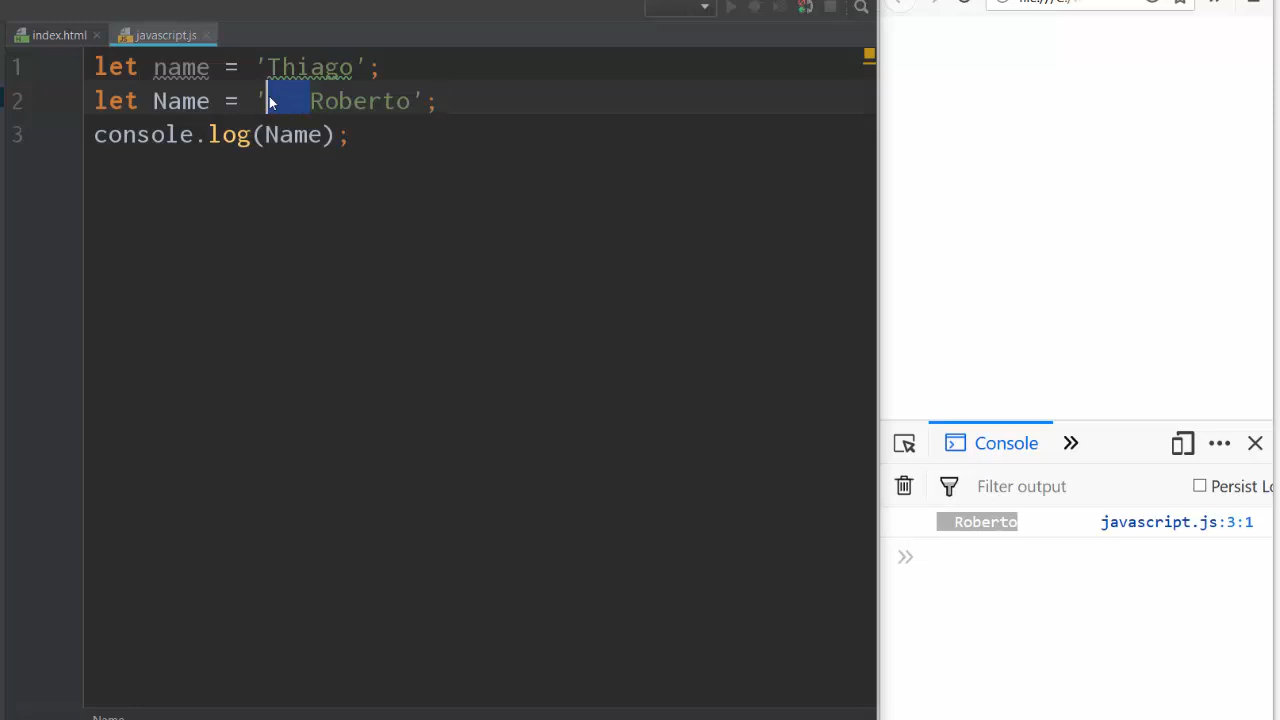 index.html
javascript.js
1 let name = 'Thiago';
2 let Name = '   Roberto';
3 console.log(Name);
Console
Filter output
Persist Lo
   Roberto javascript.js:3:1
Name